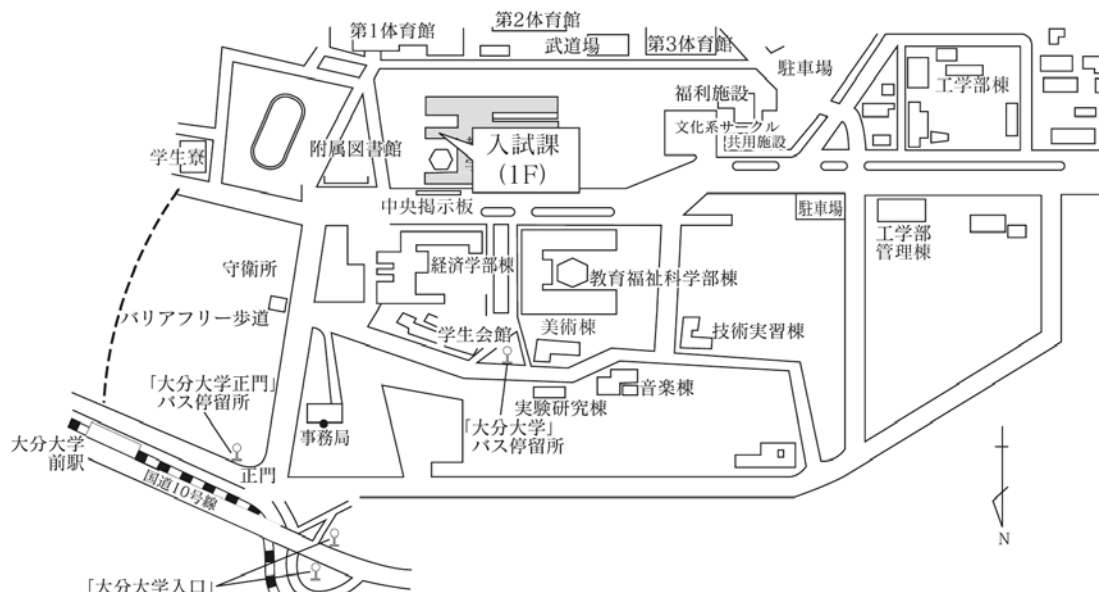 第1体育館
第2体育館
武道場
第3体育館
駐車場
工学部棟
福利施設
文化系サークル
共用施設
入試課
(1F)
附属図書館
学生寮
中央掲示板
駐車場
工学部
管理棟
守衛所
経済学部棟
教育福祉科学部棟
バリアフリー歩道
学生会館
美術棟
技術実習棟
「大分大学正門」
バス停留所
実験研究棟
音楽棟
「大分大学」
バス停留所
事務局
大分大学
前駅
正門
国道10号線
N
「大分大学入口」